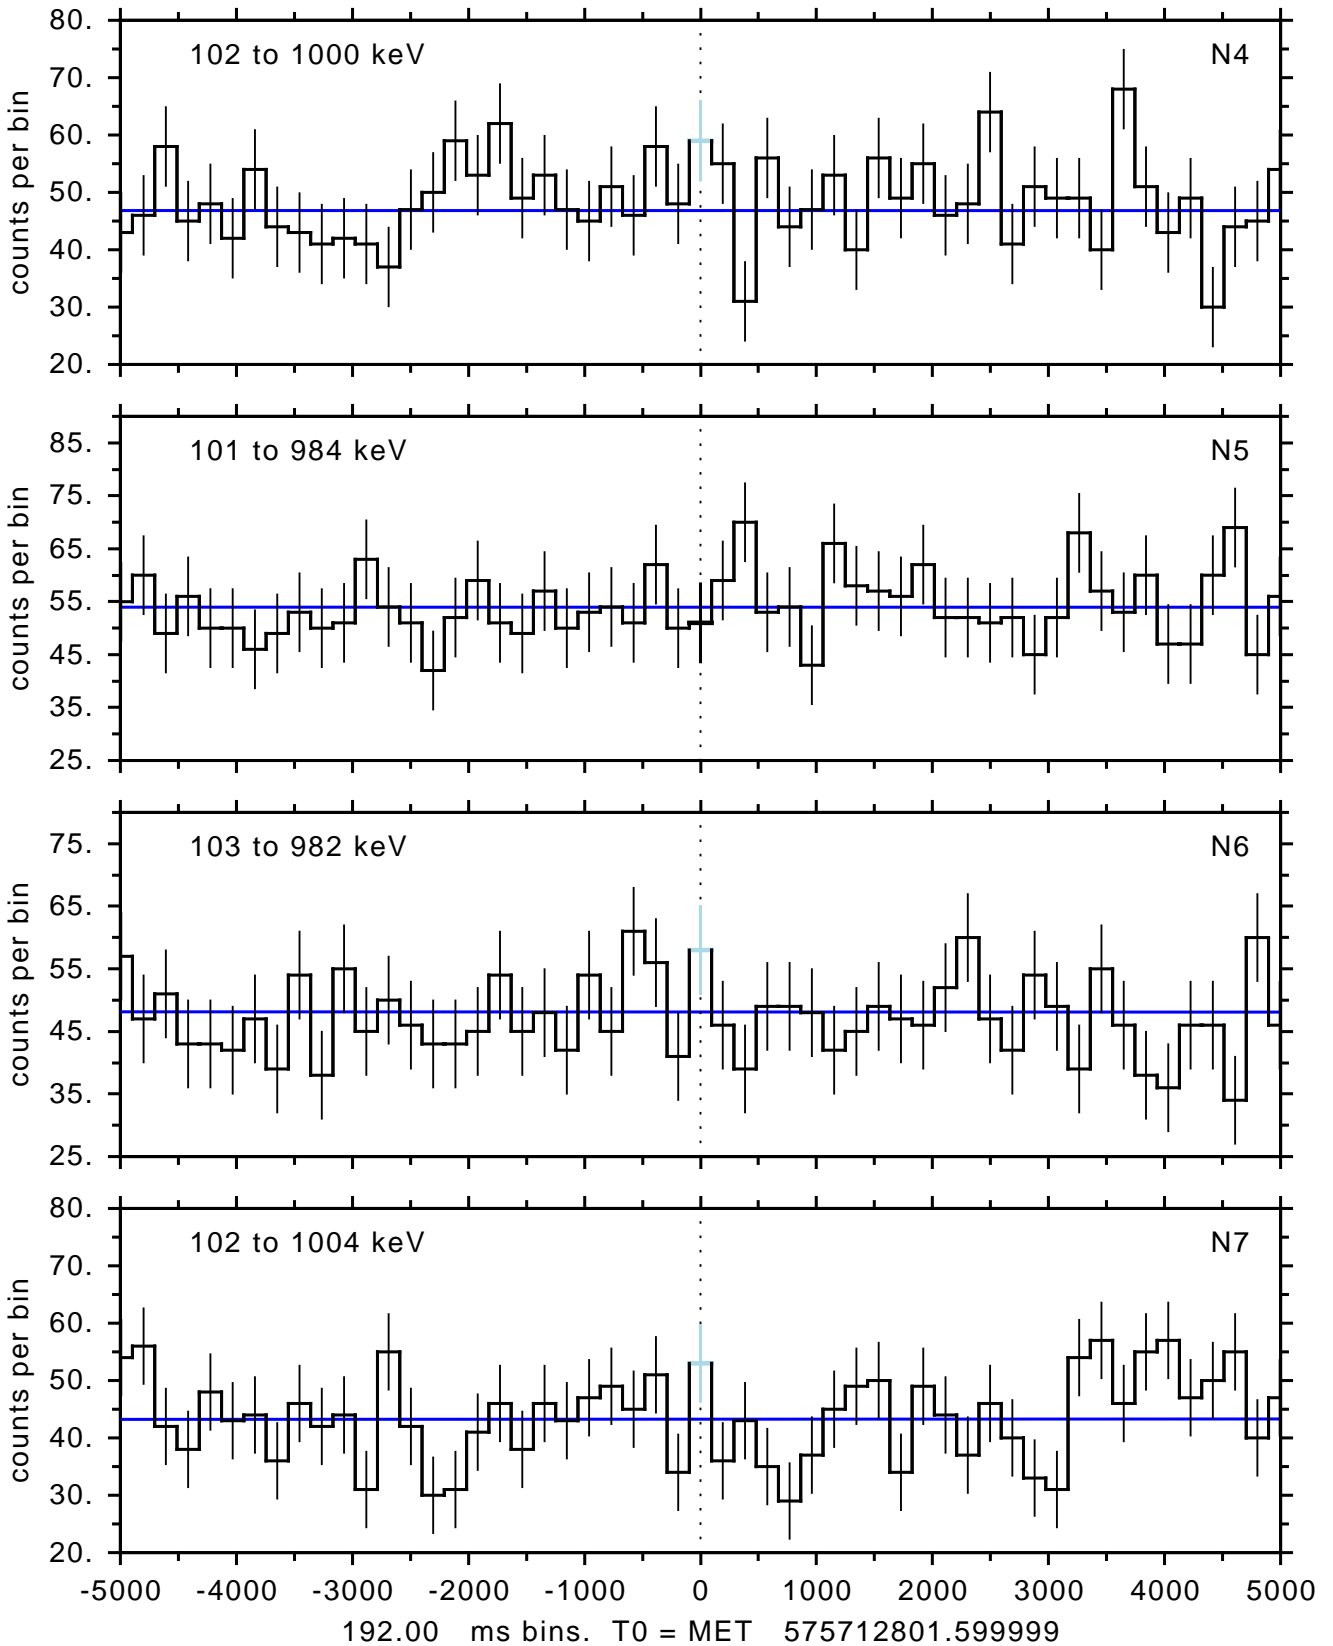 80.
102 to 1000 keV N4
70.
60.
50.
40.
30.
20.
counts per bin
85.
101 to 984 keV N5
75.
65.
55.
45.
35.
25.
counts per bin
75.
103 to 982 keV N6
65.
55.
45.
35.
25.
counts per bin
80.
102 to 1004 keV N7
70.
60.
50.
40.
30.
20.
counts per bin
-5000 -4000 -3000 -2000 -1000 0 1000 2000 3000 4000 5000
192.00 ms bins. T0 = MET 575712801.599999